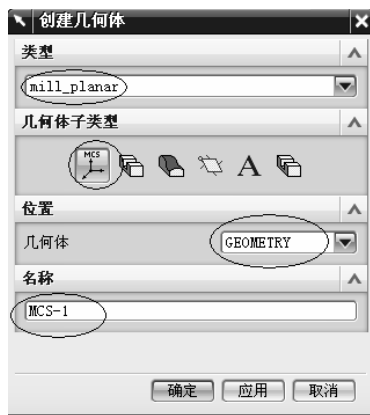 创建几何体
类型
mill_planar
几何体子类型
MCS
A
位置
几何体
GEOMETRY
名称
MCS-1
确定 应用 取消